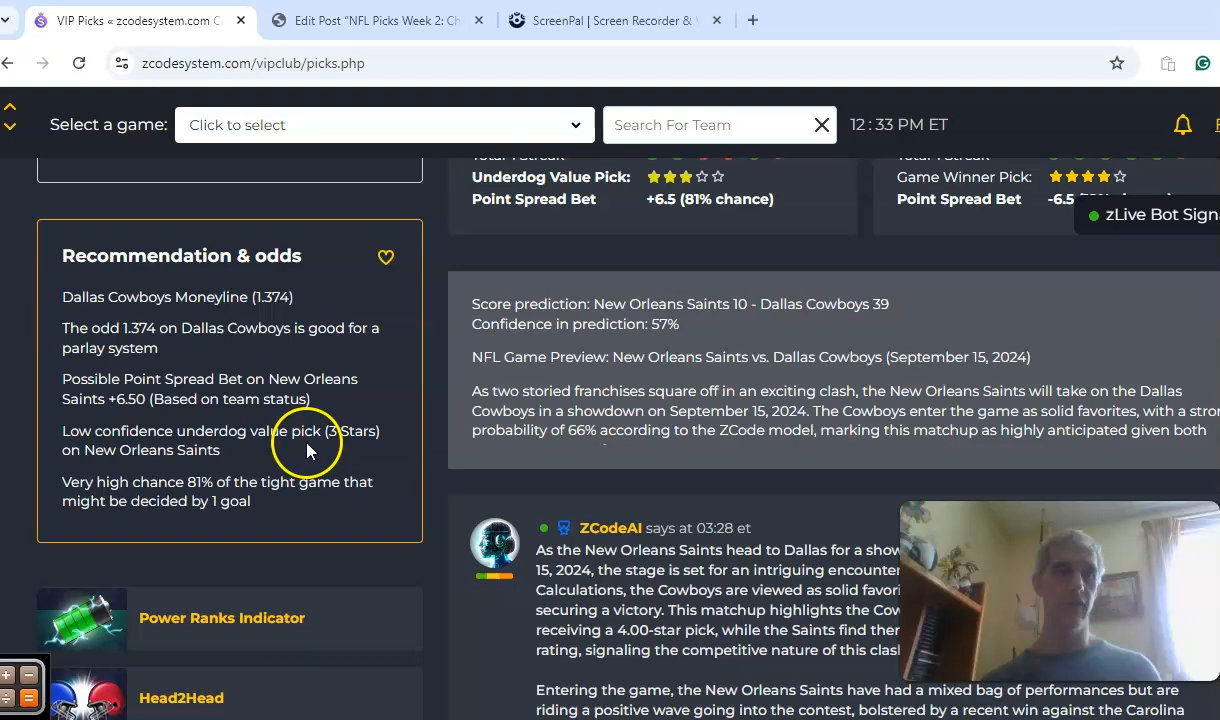 VIP Picks « zcodesystem.com
Edit Post "NFL Picks Week 2:
ScreenPal | Screen Recorder &
zcodesystem.com/vipclub/picks.php
Select a game:
Click to select
Search For Team
12 : 33 PM ET
Underdog Value Pick:
Point Spread Bet
+6.5 (81% chance)
Game Winner Pick:
Point Spread Bet
zLive Bot
Recommendation & odds
Dallas Cowboys Moneyline (1.374)
The odd 1.374 on Dallas Cowboys is good for a
parlay system
Possible Point Spread Bet on New Orleans
Saints +6.50 (Based on team status)
Low confidence underdog value pick (3 Stars)
on New Orleans Saints
Very high chance 81% of the tight game that
might be decided by 1 goal
Power Ranks Indicator
Head2Head
Score prediction: New Orleans Saints 10 - Dallas Cowboys 39
Confidence in prediction: 57%
NFL Game Preview: New Orleans Saints vs. Dallas Cowboys (September 15, 2024)
As two storied franchises square off in an exciting clash, the New Orleans Saints will take on the Dallas
Cowboys in a showdown on September 15, 2024. The Cowboys enter the game as solid favorites, with a
probability of 66% according to the ZCode model, marking this matchup as highly anticipated given both
ZCodeAI says at 03:28 et
As the New Orleans Saints head to Dallas for a
15, 2024, the stage is set for an intriguing
Calculations, the Cowboys are viewed as solid
securing a victory. This matchup highlights the
receiving a 4.00-star pick, while the Saints find
rating, signaling the competitive nature of this
Entering the game, the New Orleans Saints have had a mixed bag of performances but are
riding a positive wave going into the contest, bolstered by a recent win against the Carolina